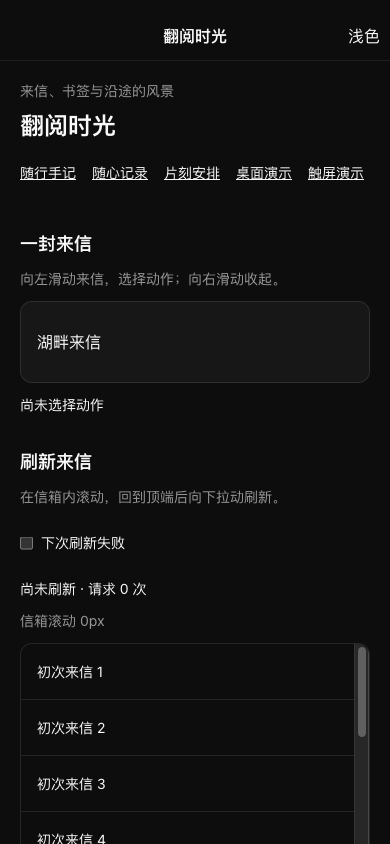 翻阅时光 浅色
来信、书签与沿途的风景
翻阅时光
随行手记 随心记录 片刻安排 桌面演示 触屏演示
一封来信
向左滑动来信，选择动作；向右滑动收起。
湖畔来信
尚未选择动作
刷新来信
在信箱内滚动，回到顶端后向下拉动刷新。
下次刷新失败
尚未刷新 · 请求 0 次
信箱滚动 0px
初次来信 1
初次来信 2
初次来信 3
初次来信 4